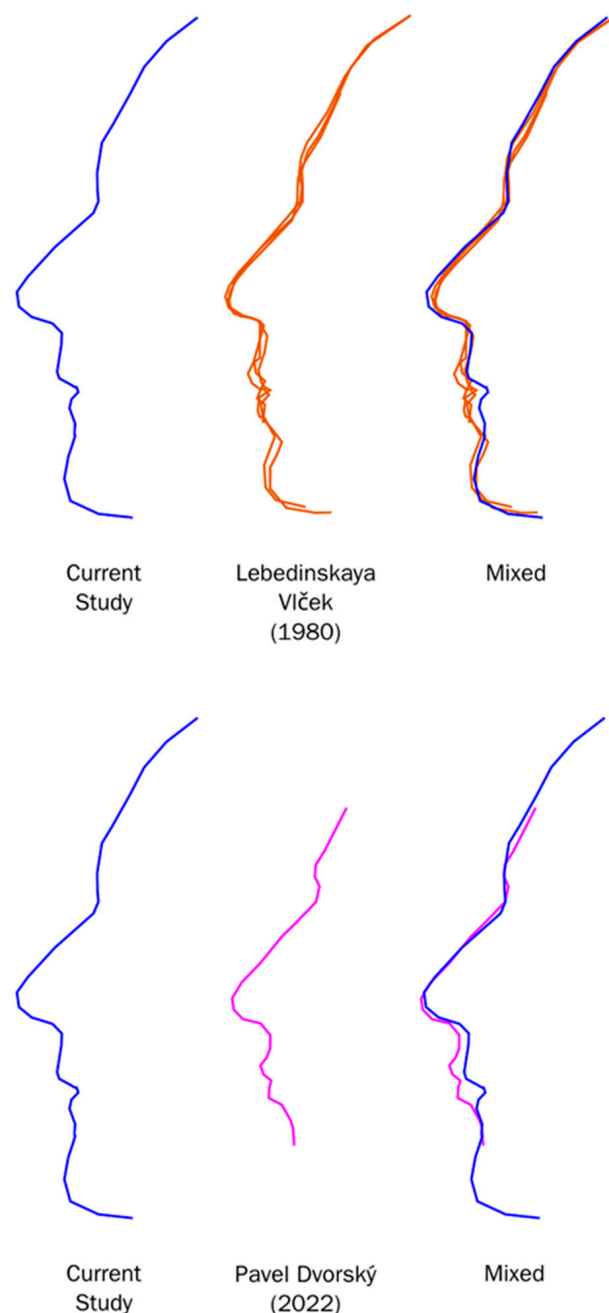 Current
Study
Lebedinskaya
Vlček
(1980)
Mixed
Current
Study
Pavel Dvorský
(2022)
Mixed